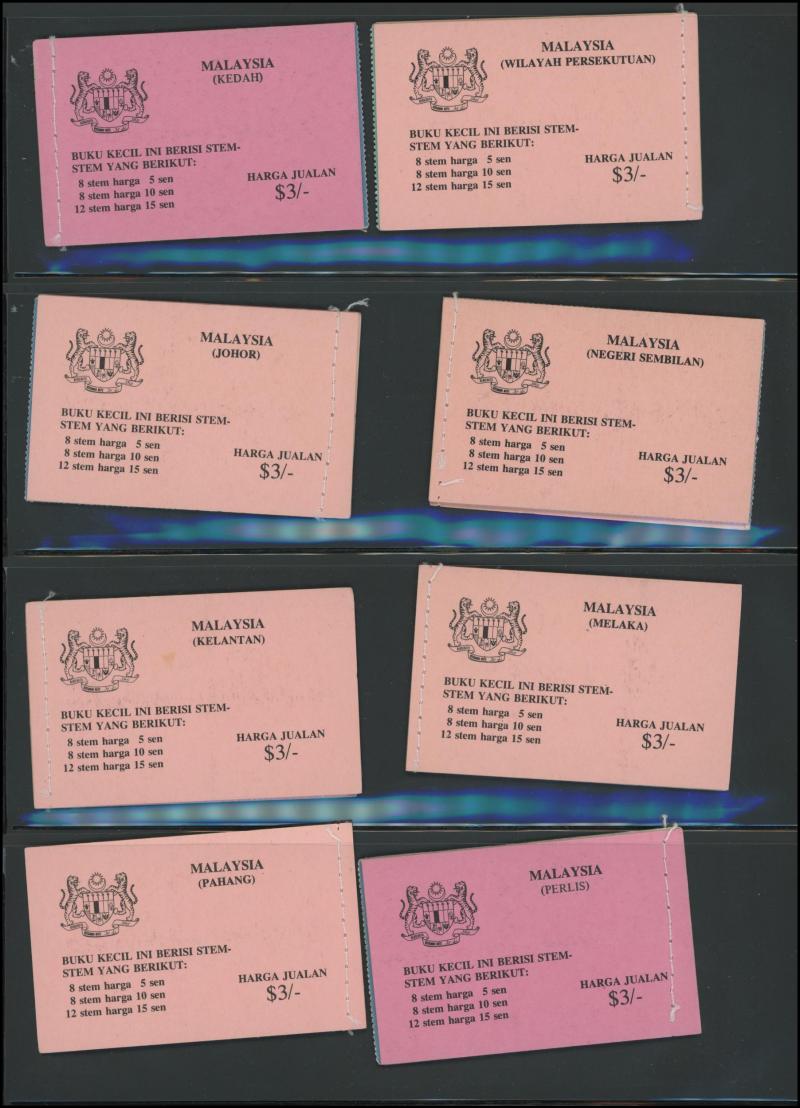 MALAYSIA
(KEDAH)
BUKU KECIL INI BERISI STEM-
STEM YANG BERIKUT:
8 stem harga 5 sen
8 stem harga 10 sen
12 stem harga 15 sen
HARGA JUALAN
$3/-
MALAYSIA
(WILAYAH PERSEKUTUAN)
BUKU KECIL INI BERISI STEM-
STEM YANG BERIKUT:
8 stem harga 5 sen
8 stem harga 10 sen
12 stem harga 15 sen
HARGA JUALAN
$3/-
MALAYSIA
(JOHOR)
BUKU KECIL INI BERISI STEM-
STEM YANG BERIKUT:
8 stem harga 5 sen
8 stem harga 10 sen
12 stem harga 15 sen
HARGA JUALAN
$3/-
MALAYSIA
(NEGERI SEMBILAN)
BUKU KECIL INI BERISI STEM-
STEM YANG BERIKUT:
8 stem harga 5 sen
8 stem harga 10 sen
12 stem harga 15 sen
HARGA JUALAN
$3/-
MALAYSIA
(KELANTAN)
BUKU KECIL INI BERISI STEM-
STEM YANG BERIKUT:
8 stem harga 5 sen
8 stem harga 10 sen
12 stem harga 15 sen
HARGA JUALAN
$3/-
MALAYSIA
(MELAKA)
BUKU KECIL INI BERISI STEM-
STEM YANG BERIKUT:
8 stem harga 5 sen
8 stem harga 10 sen
12 stem harga 15 sen
HARGA JUALAN
$3/-
MALAYSIA
(PAHANG)
BUKU KECIL INI BERISI STEM-
STEM YANG BERIKUT:
8 stem harga 5 sen
8 stem harga 10 sen
12 stem harga 15 sen
HARGA JUALAN
$3/-
MALAYSIA
(PERLIS)
BUKU KECIL INI BERISI STEM-
STEM YANG BERIKUT:
8 stem harga 5 sen
8 stem harga 10 sen
12 stem harga 15 sen
HARGA JUALAN
$3/-